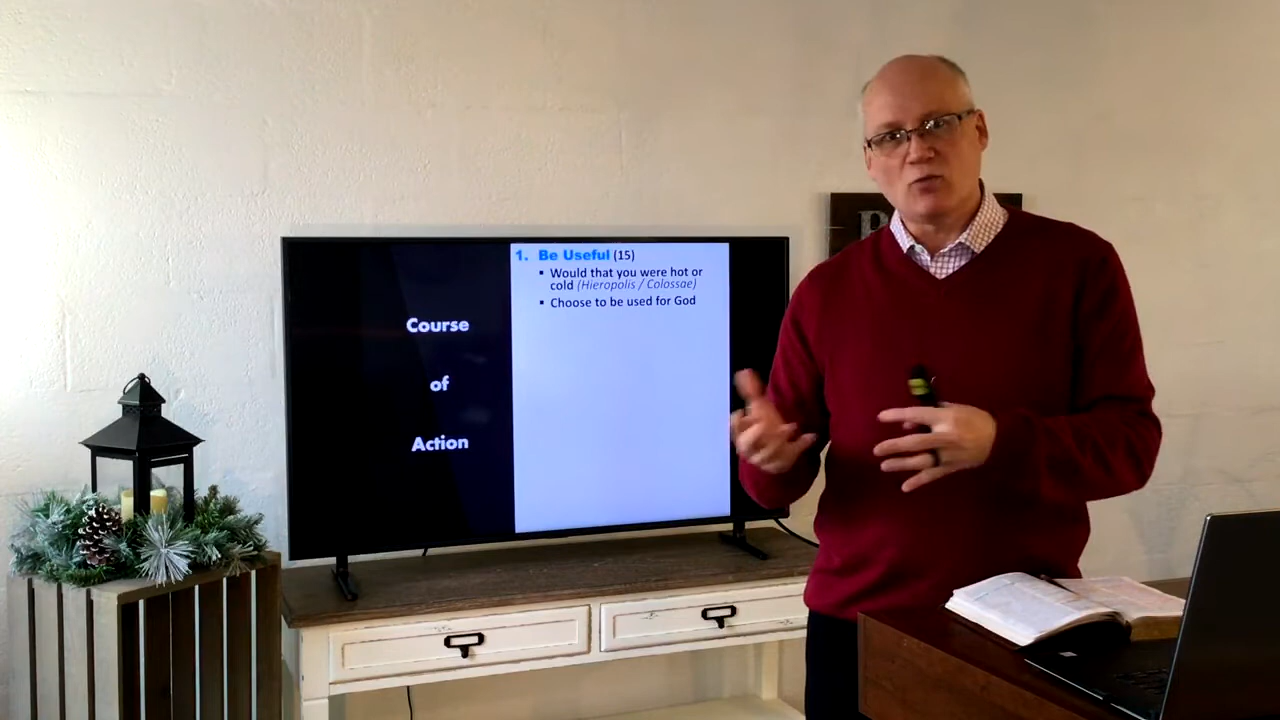 Course
of
Action
1. Be Useful (15)
▪ Would that you were hot or
cold (Hieropolis / Colossae)
▪ Choose to be used for God